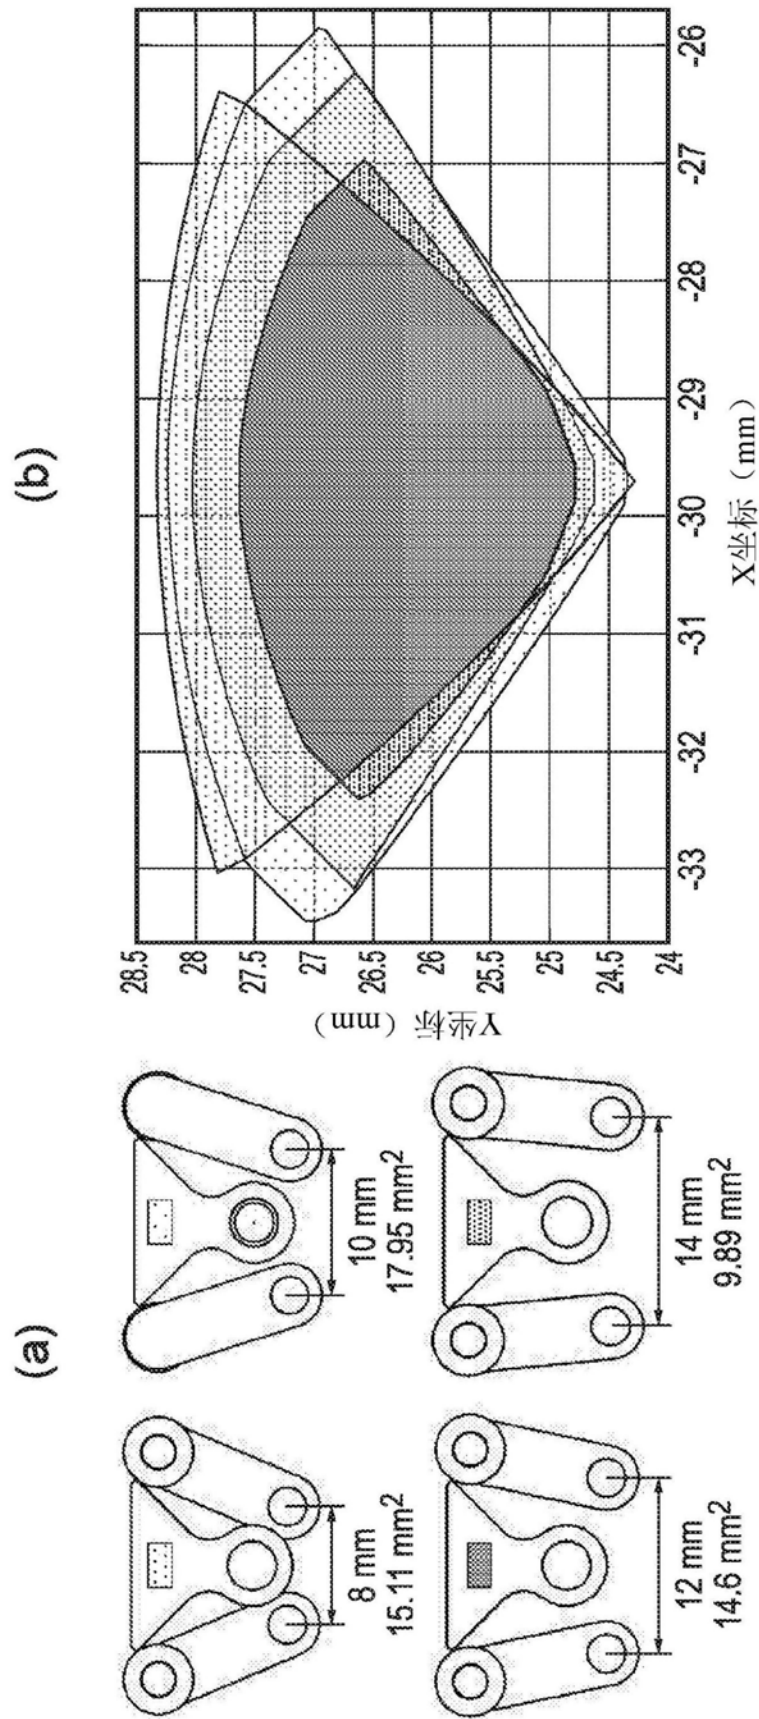 (a)
8 mm
15.11 mm²
10 mm
17.95 mm²
12 mm
14.6 mm²
14 mm
9.89 mm²
(b)
Y坐标（mm）
28.5
28
27.5
27
26.5
26
25.5
25
24.5
24
-33
-32
-31
-30
-29
-28
-27
-26
X坐标（mm）